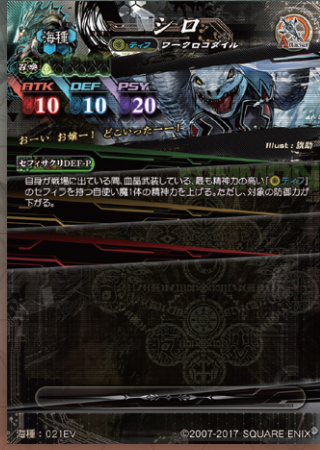 シロ
海種
ティフ ワークロコダイル
召喚
ATK DEF PSY
10 10 20
おーい お嬢ー! どこいったーー!
Illust:旗助
セフィサクリDEF-P
自身が戦場に出ている間、血晶武装している、最も精神力の高い「ティフ」
のセフィラを持つ自使い魔1体の精神力を上げる。ただし、対象の防御力が
下がる。
海種:021EV
©2007-2017 SQUARE ENIX